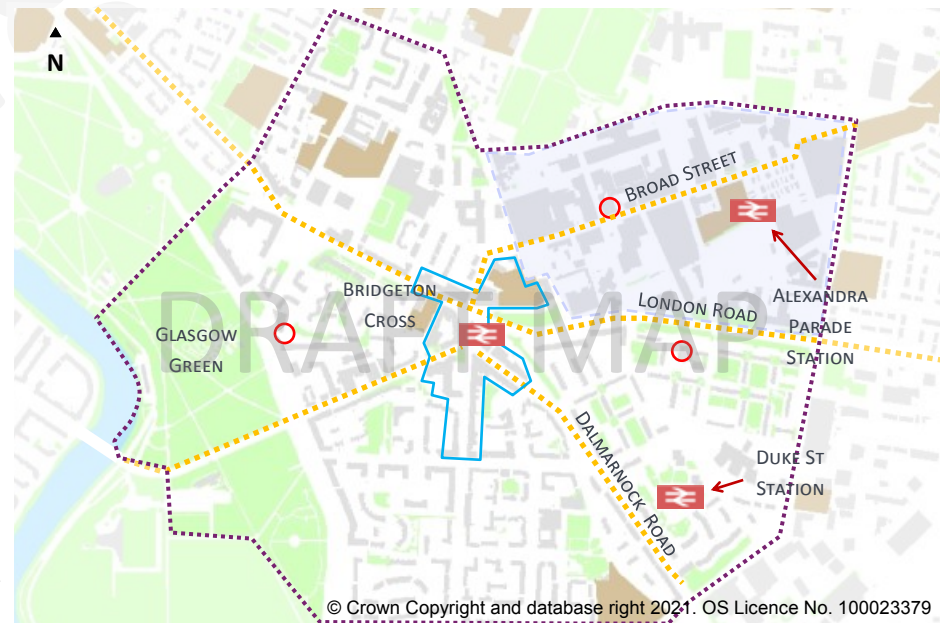 N
BROAD STREET
ALEXANDRA
PARADE
STATION
BRIDGETON
CROSS
LONDON ROAD
GLASGOW
GREEN
DRAFT MAP
DALMARNOCK ROAD
DUKE ST
STATION
© Crown Copyright and database right 2021. OS Licence No. 100023379